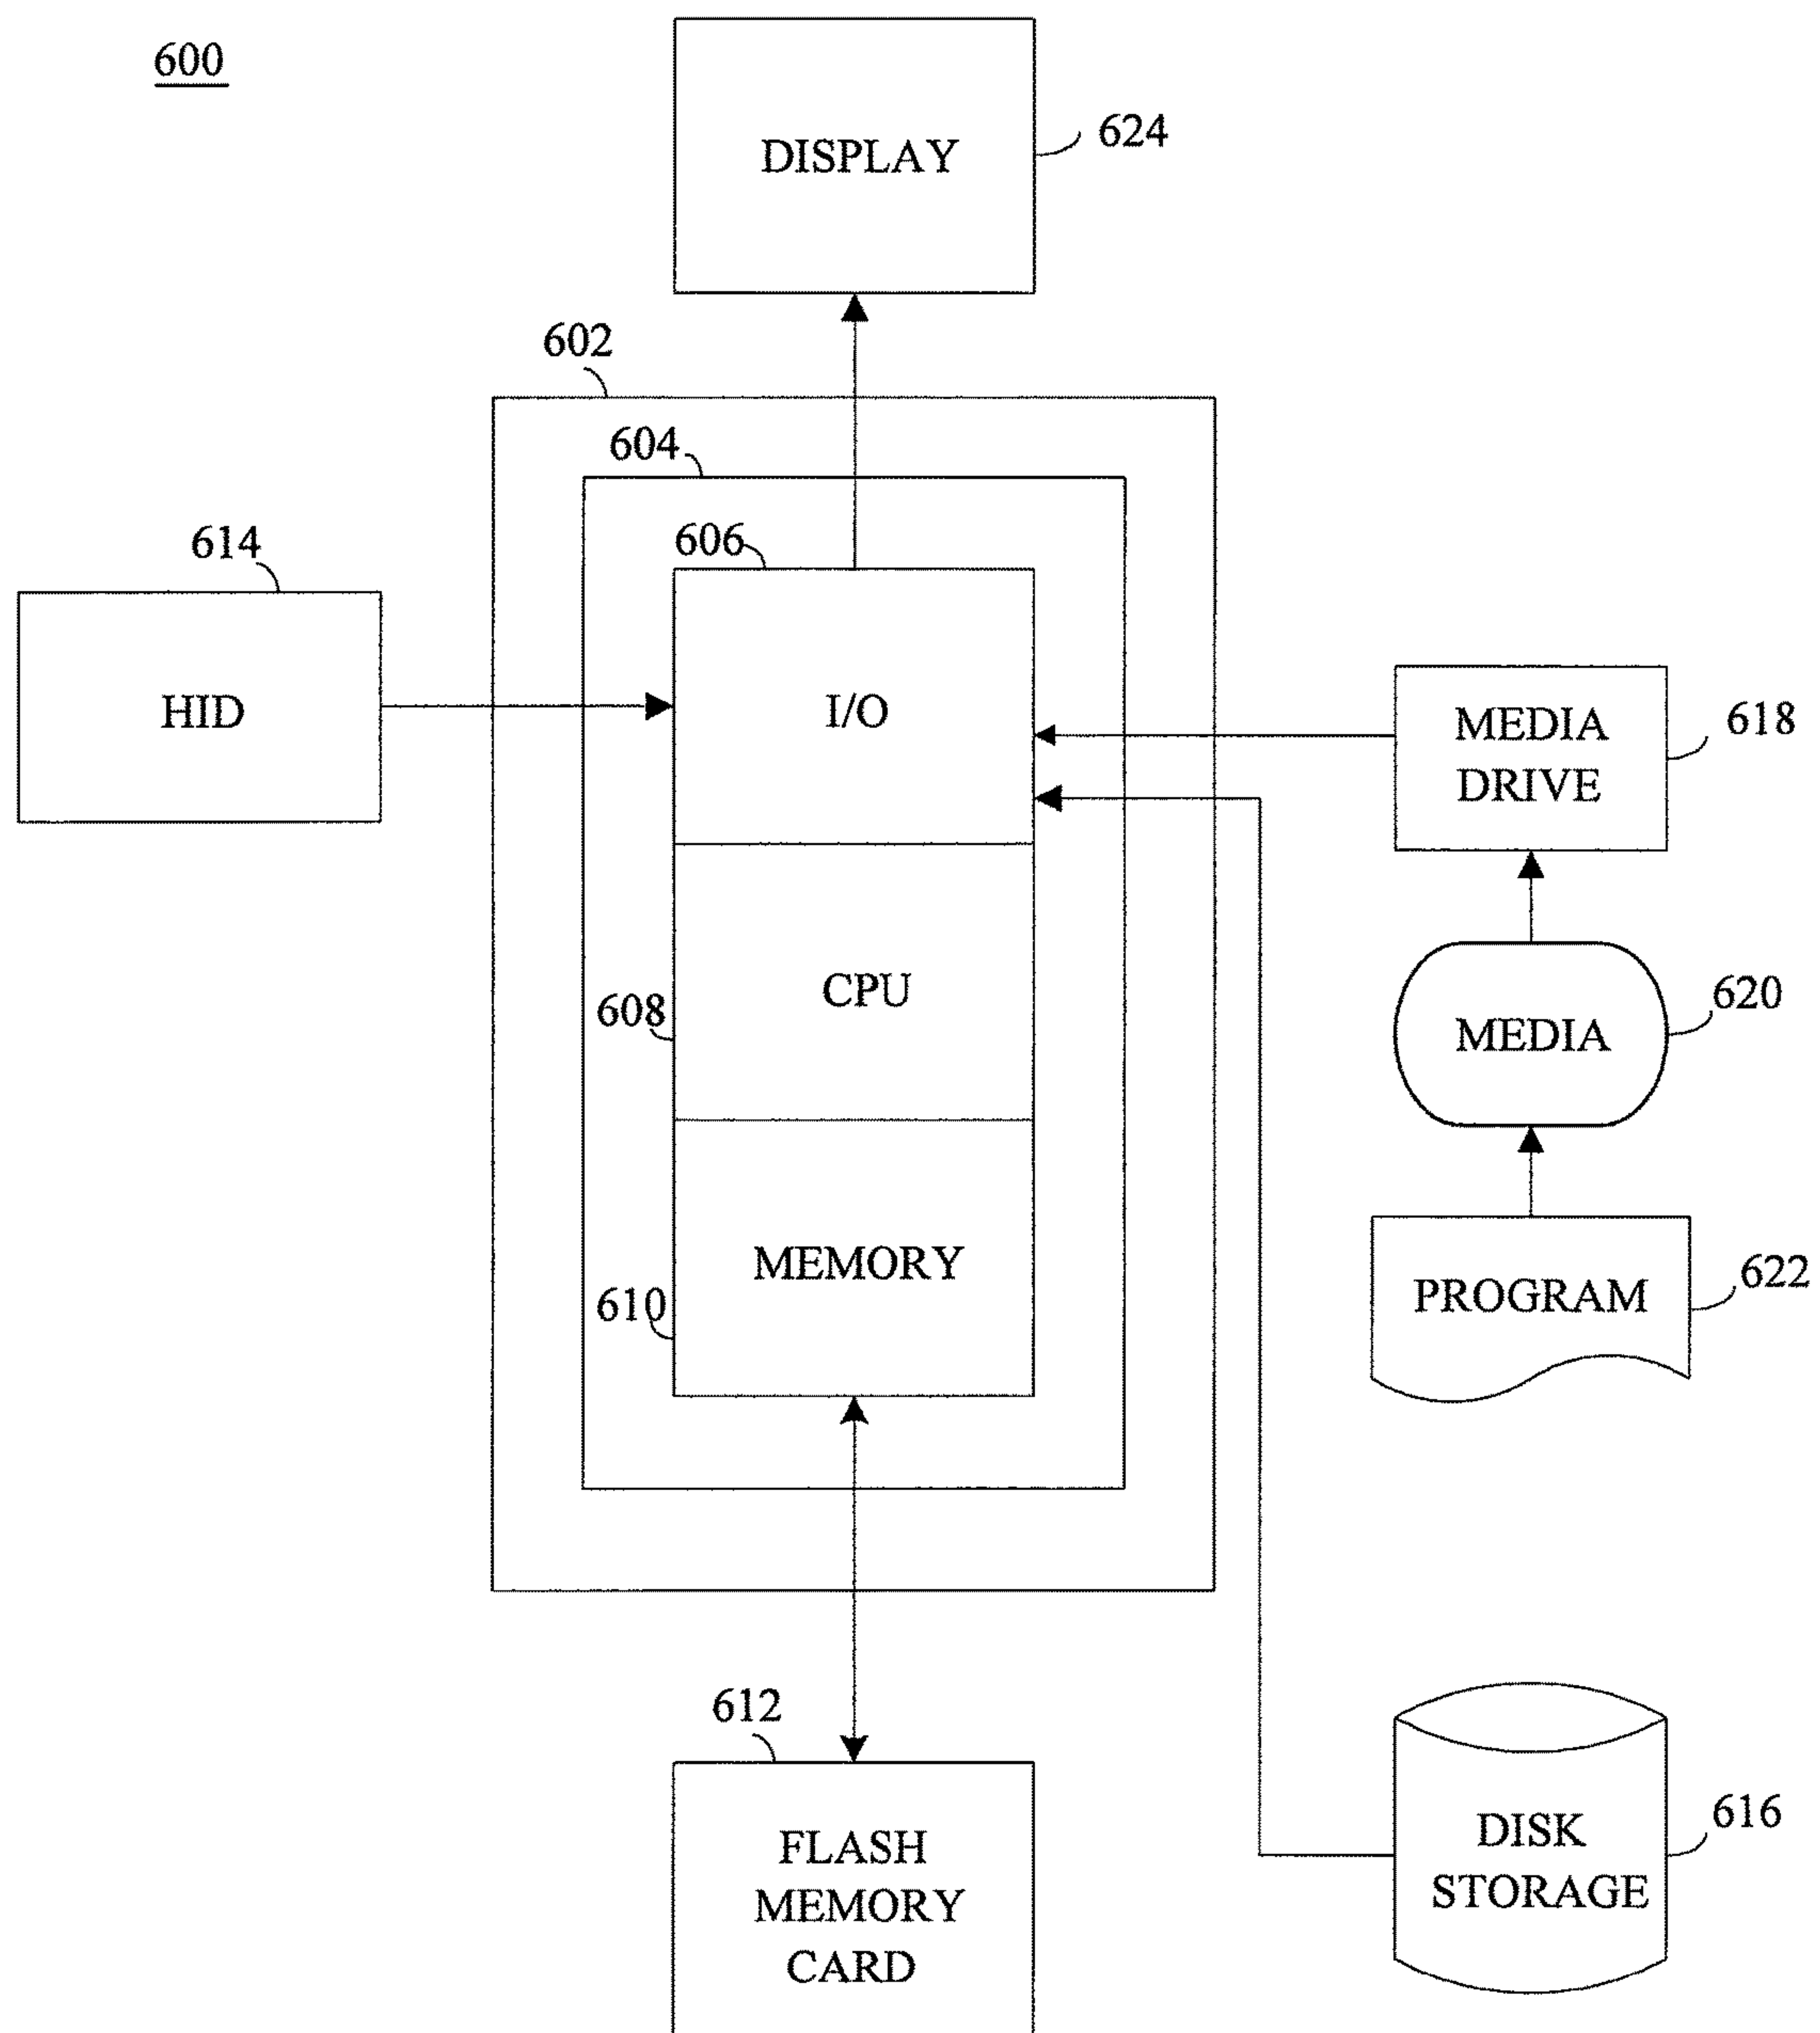 600
DISPLAY
624
602
604
606
614
HID
I/O
MEDIA
DRIVE
618
CPU
608
MEDIA
620
MEMORY
610
PROGRAM
622
612
FLASH
MEMORY
CARD
DISK
STORAGE
616